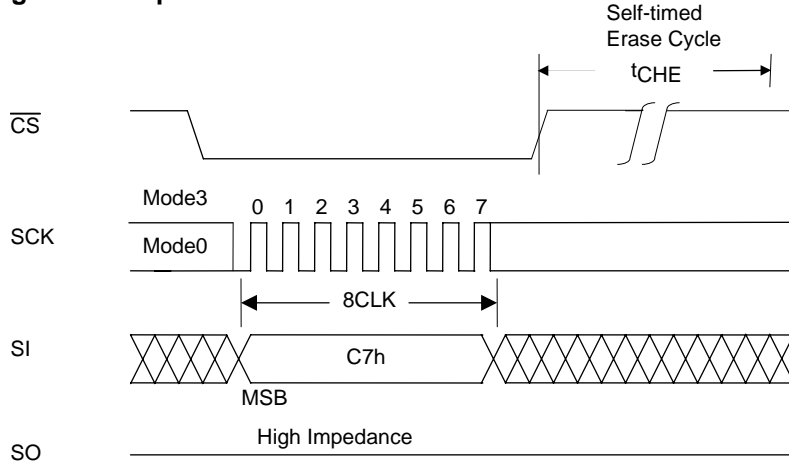 Self-timed
Erase Cycle
tCHE
CS
Mode3
0 1 2 3 4 5 6 7
SCK
Mode0
8CLK
SI
C7h
MSB
High Impedance
SO